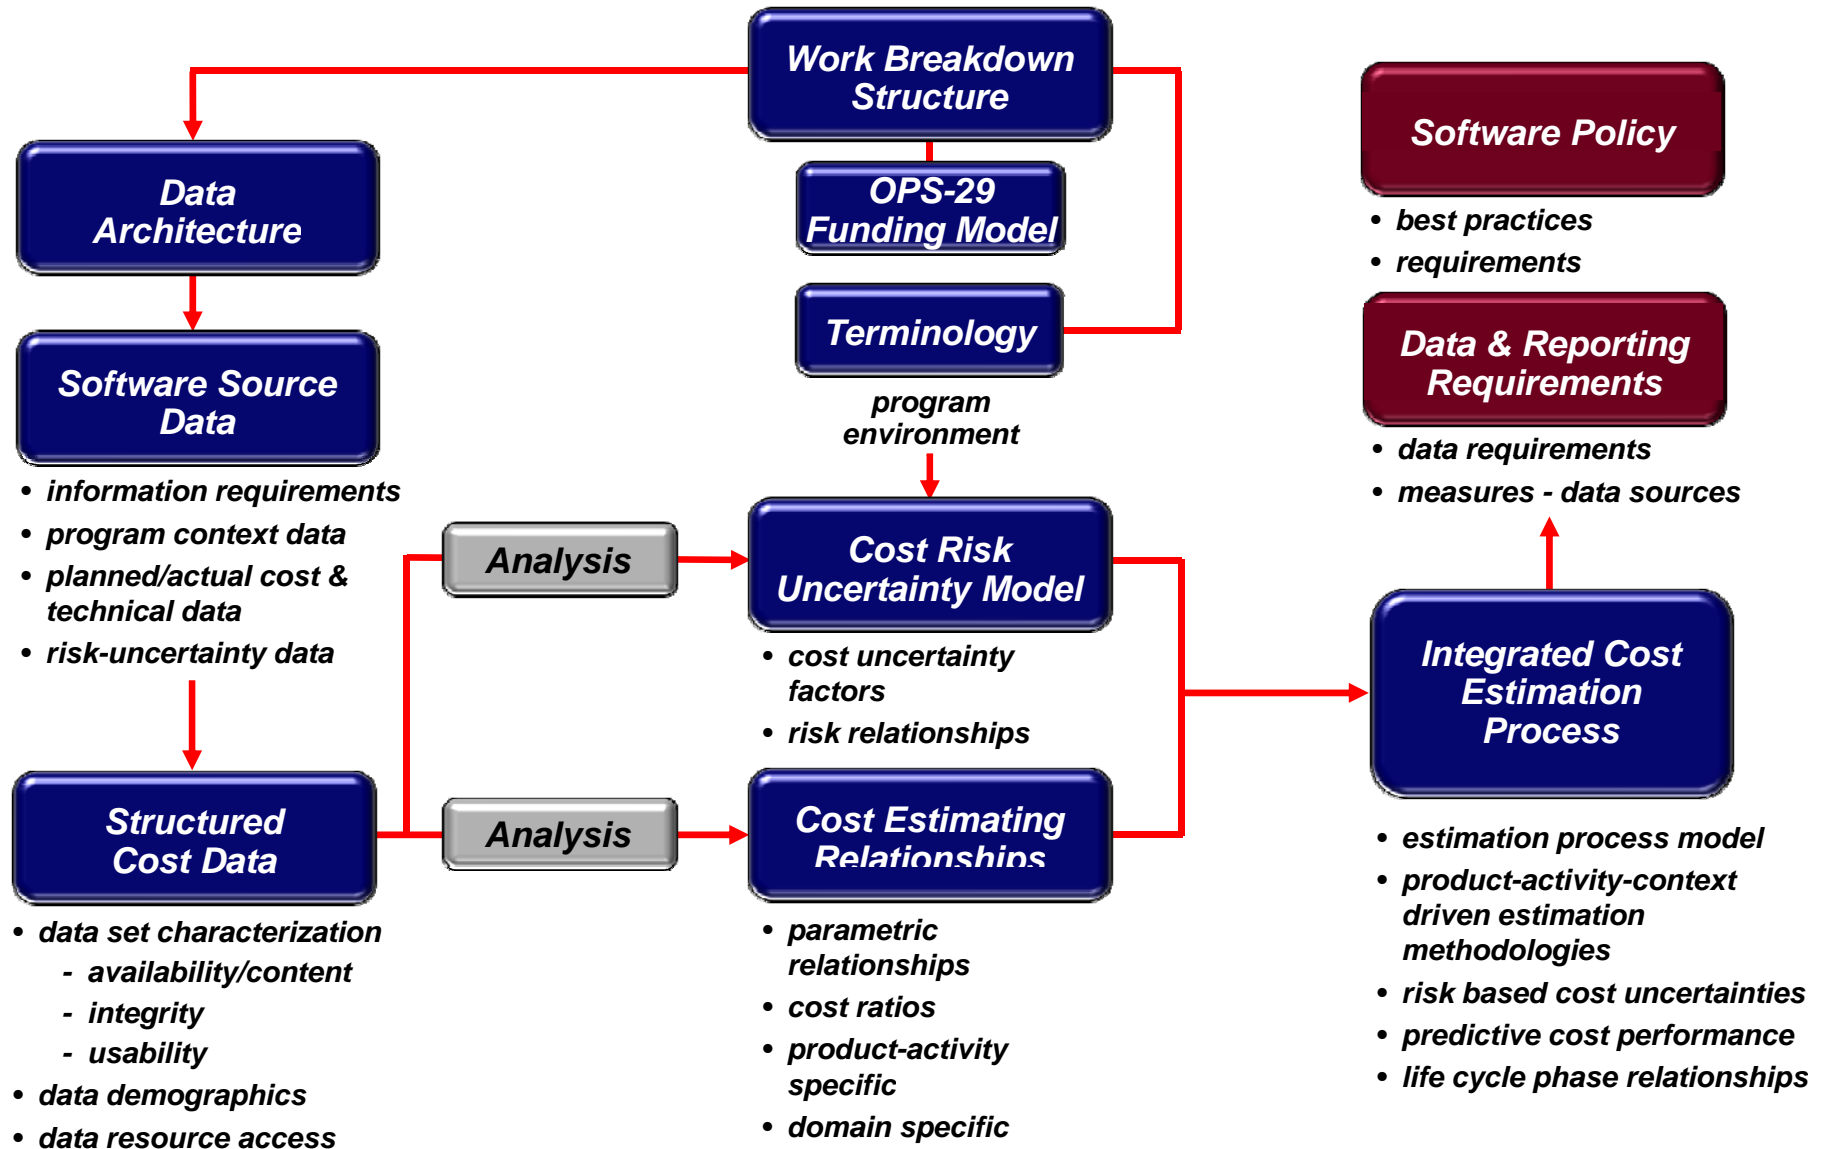 Work Breakdown
Structure
OPS-29
Funding Model
Terminology
program
environment
Data
Architecture
Software Source
Data
• information requirements
• program context data
• planned/actual cost &
technical data
• risk-uncertainty data
Structured
Cost Data
• data set characterization
- availability/content
- integrity
- usability
• data demographics
• data resource access
Analysis
Analysis
Cost Risk
Uncertainty Model
• cost uncertainty
factors
• risk relationships
Cost Estimating
Relationships
• parametric
relationships
• cost ratios
• product-activity
specific
• domain specific
Software Policy
• best practices
• requirements
Data & Reporting
Requirements
• data requirements
• measures - data sources
Integrated Cost
Estimation
Process
• estimation process model
• product-activity-context
driven estimation
methodologies
• risk based cost uncertainties
• predictive cost performance
• life cycle phase relationships